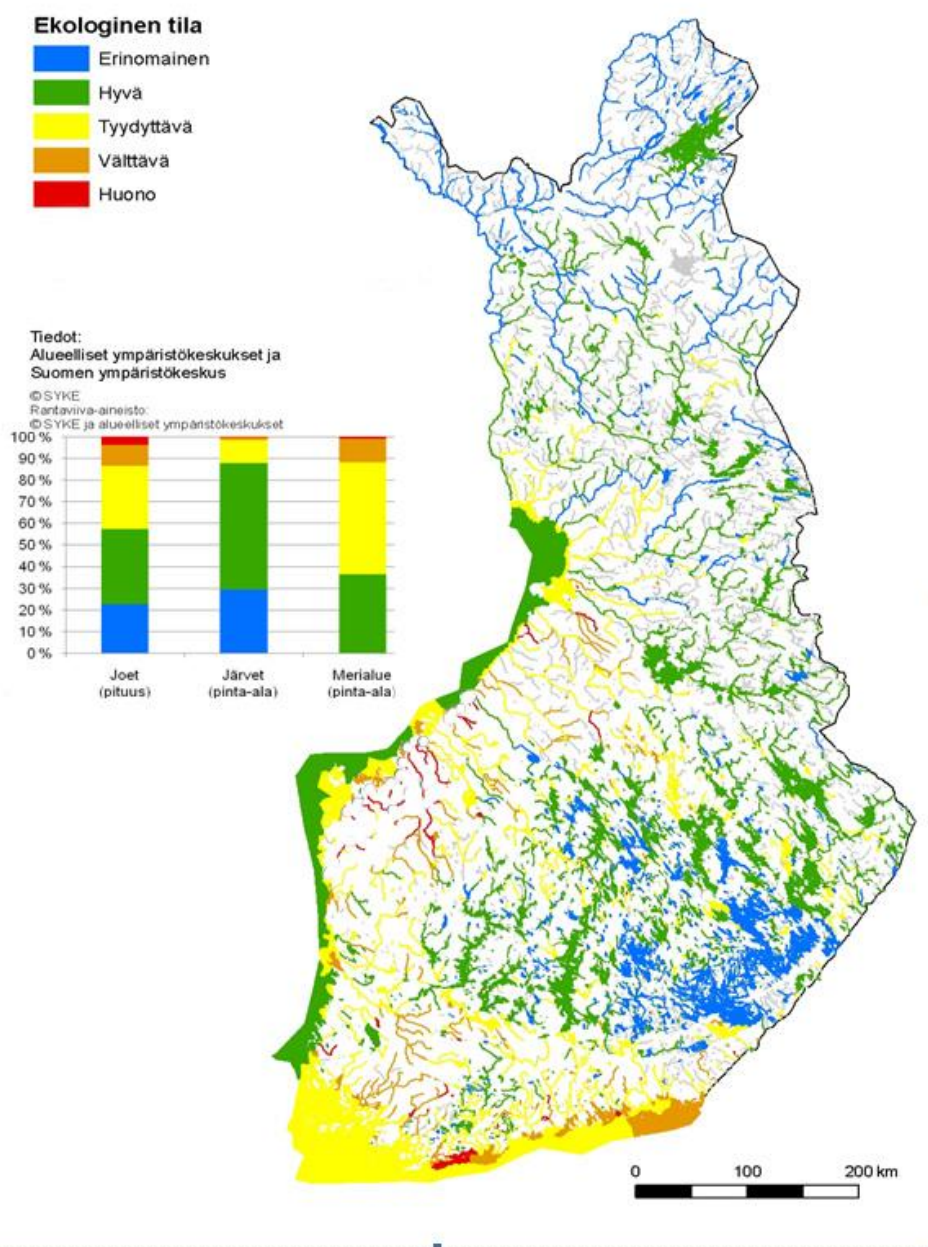 Ekologinen tila
Erinomainen
Hyvä
Tyydyttävä
Välttävä
Huono
Tiedot:
Alueelliset ympäristökeskukset ja
Suomen ympäristökeskus
© SYKE
Rantaviiva-aineisto:
© SYKE ja alueelliset ympäristökeskukset
100 %
90 %
80 %
70 %
60 %
50 %
40 %
30 %
20 %
10 %
0 %
Joet
(pituus)
Järvet
(pinta-ala)
Merialue
(pinta-ala)
0 100 200 km